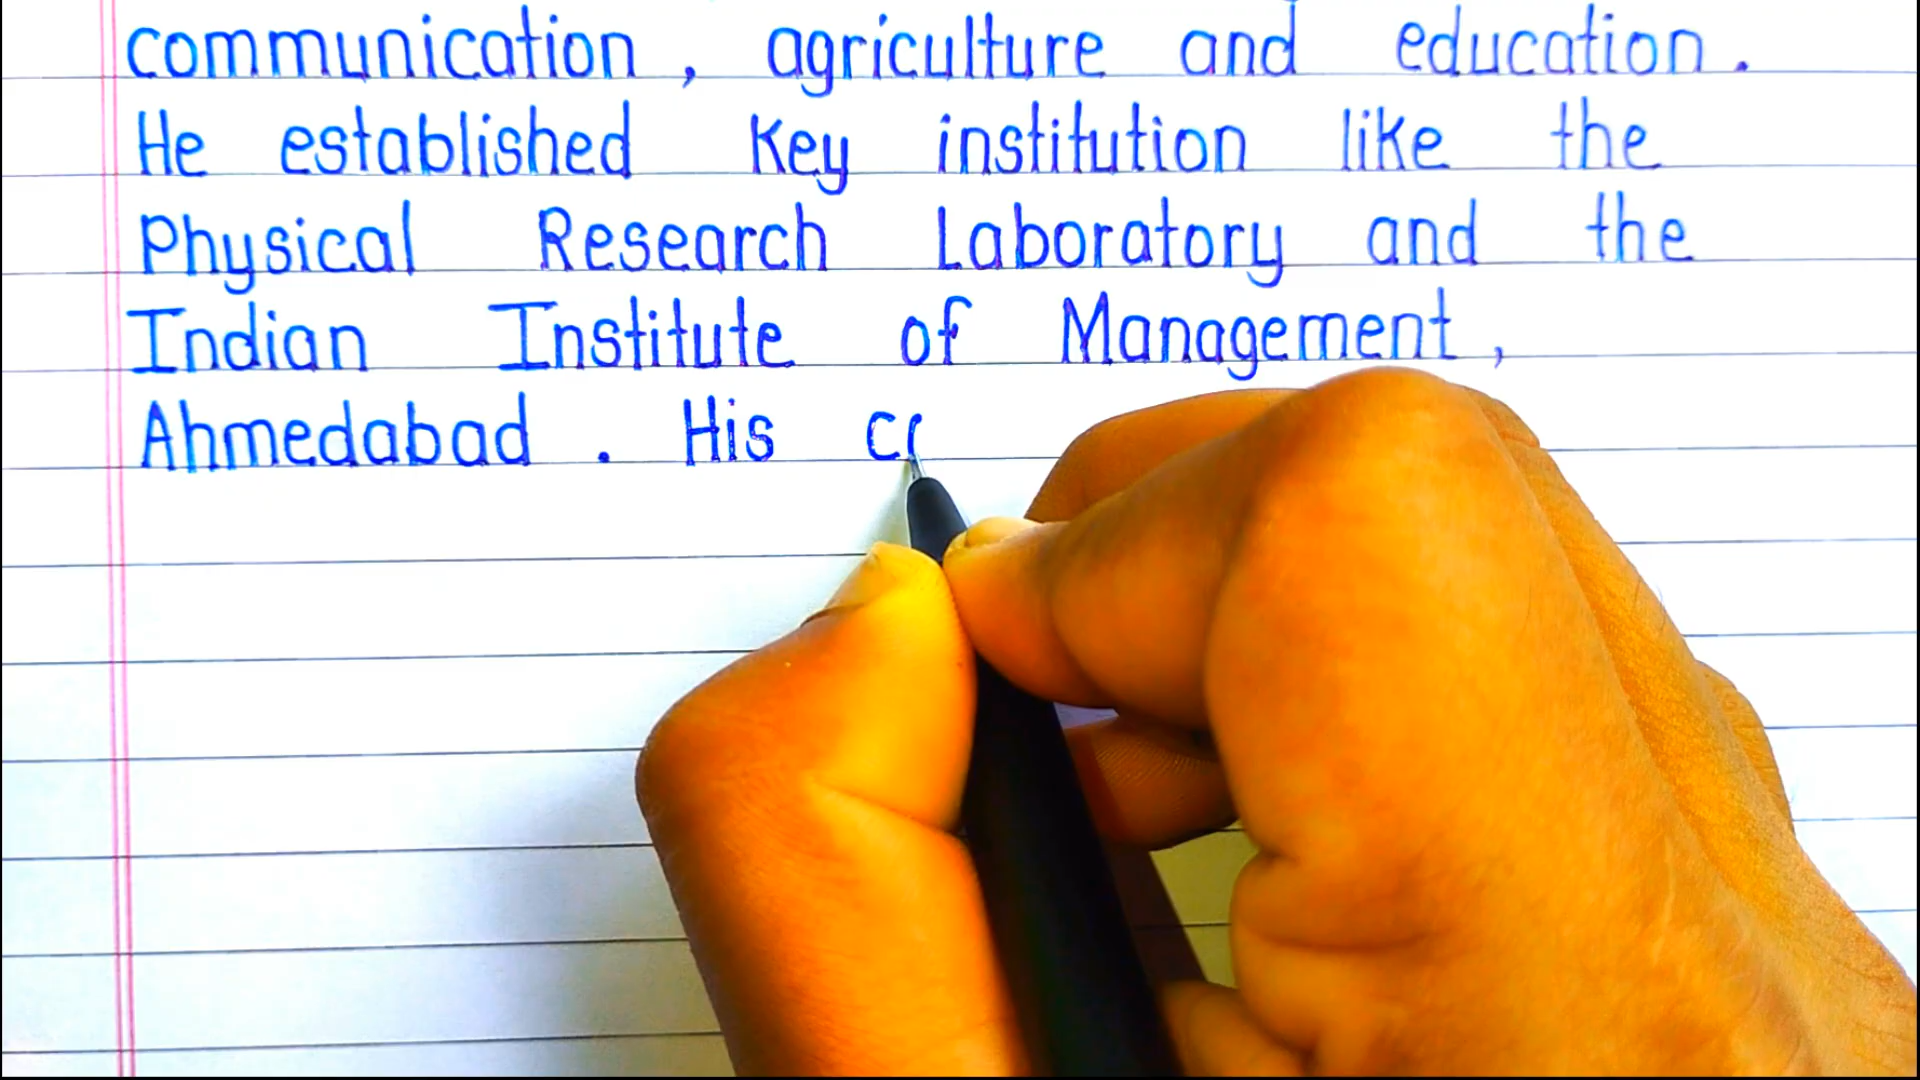 communication, agriculture and education.
He established Key institution like the
Physical Research Laboratory and the
Indian Institute of Management,
Ahmedabad. His